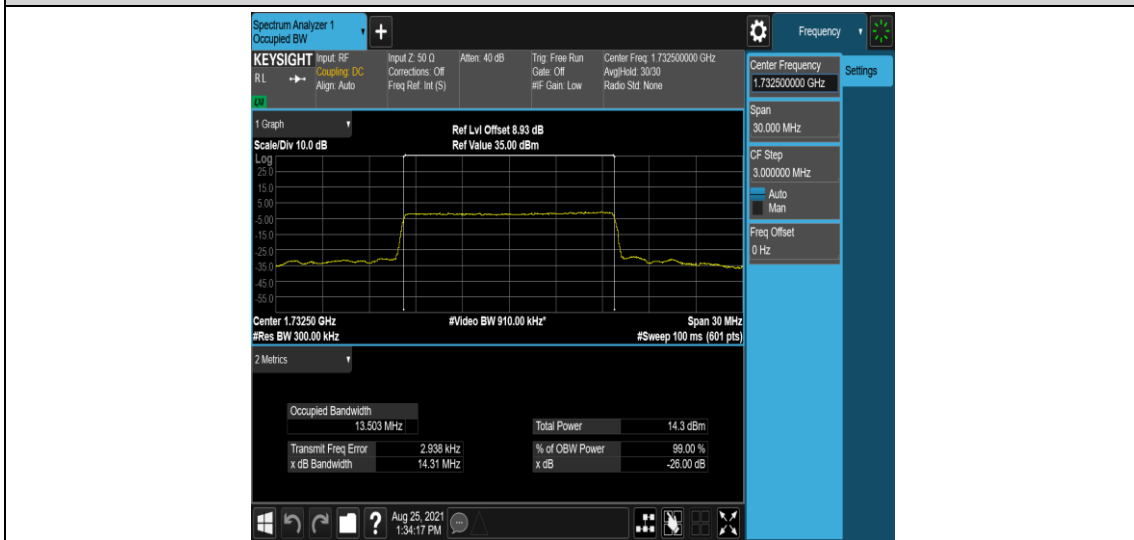 Spectrum Analyzer 1
Occupied BW
+
Frequency
KEYSIGHT
RL
LXI
Input: RF
Coupling: DC
Align: Auto
Input Z: 50 Ω
Corrections: Off
Freq Ref: Int (S)
Atten: 40 dB
Trig: Free Run
Gate: Off
#IF Gain: Low
Center Freq: 1.732500000 GHz
Avg|Hold: 30/30
Radio Std: None
Center Frequency
1.732500000 GHz
Settings
Span
30.000 MHz
CF Step
3.000000 MHz
Auto
Man
Freq Offset
0 Hz
1 Graph
Scale/Div 10.0 dB
Ref Lvl Offset 8.93 dB
Ref Value 35.00 dBm
Log
25.0
15.0
5.00
-5.00
-15.0
-25.0
-35.0
-45.0
-55.0
Center 1.73250 GHz
#Video BW 910.00 kHz*
Span 30 MHz
#Res BW 300.00 kHz
#Sweep 100 ms (601 pts)
2 Metrics
Occupied Bandwidth
13.503 MHz
Total Power 14.3 dBm
Transmit Freq Error 2.938 kHz
% of OBW Power 99.00 %
x dB Bandwidth 14.31 MHz
x dB -26.00 dB
?
Aug 25, 2021
1:34:17 PM